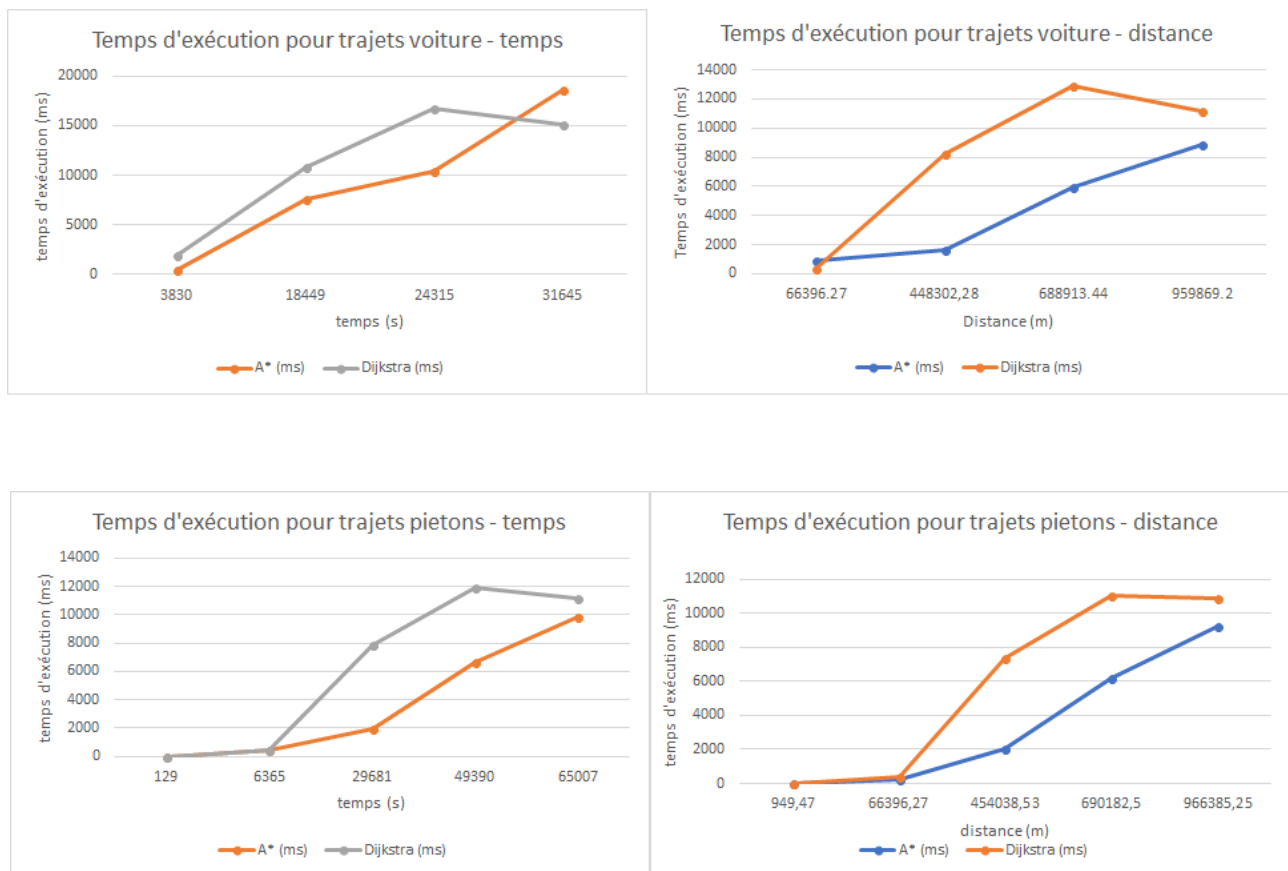 Temps d'exécution pour trajets voiture - temps
temps d'exécution (ms)
20000
15000
10000
5000
0
3830 18449 24315 31645
temps (s)
A* (ms) Dijkstra (ms)
Temps d'exécution pour trajets voiture - distance
Temps d'exécution (ms)
14000
12000
10000
8000
6000
4000
2000
0
66396.27 448302,28 688913.44 959869.2
Distance (m)
A* (ms) Dijkstra (ms)
Temps d'exécution pour trajets pietons - temps
temps d'exécution (ms)
14000
12000
10000
8000
6000
4000
2000
0
129 6365 29681 49390 65007
temps (s)
A* (ms) Dijkstra (ms)
Temps d'exécution pour trajets pietons - distance
temps d'exécution (ms)
12000
10000
8000
6000
4000
2000
0
949,47 66396,27 454038,53 690182,5 966385,25
distance (m)
A* (ms) Dijkstra (ms)